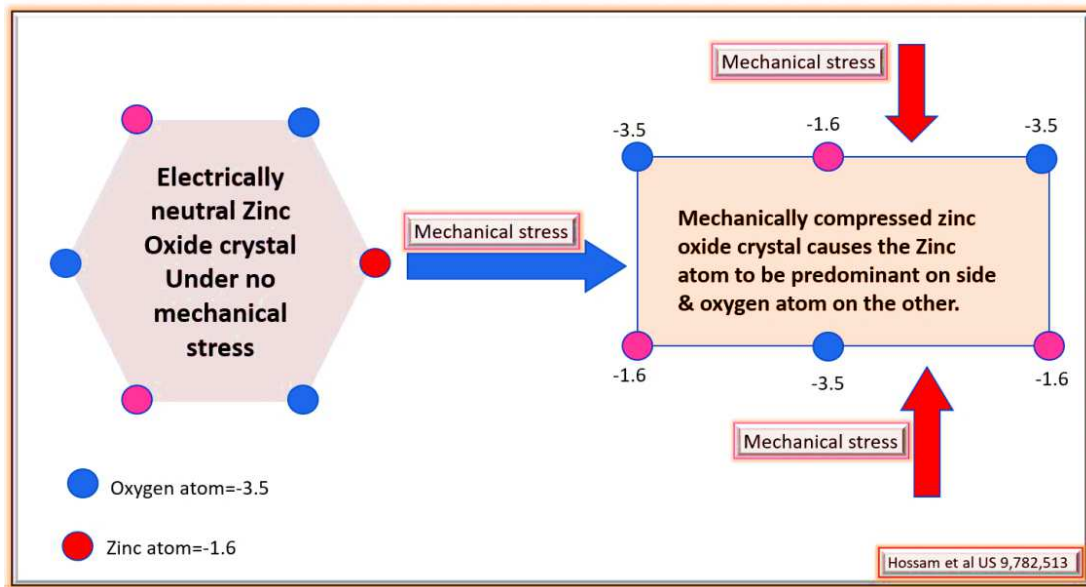 Electrically
neutral Zinc
Oxide crystal
Under no
mechanical
stress
Mechanical stress
Mechanical stress
-3.5
-1.6
-3.5
Mechanically compressed zinc
oxide crystal causes the Zinc
atom to be predominant on side
& oxygen atom on the other.
-1.6
-3.5
-1.6
Mechanical stress
Oxygen atom=-3.5
Zinc atom=-1.6
Hossam et al US 9,782,513